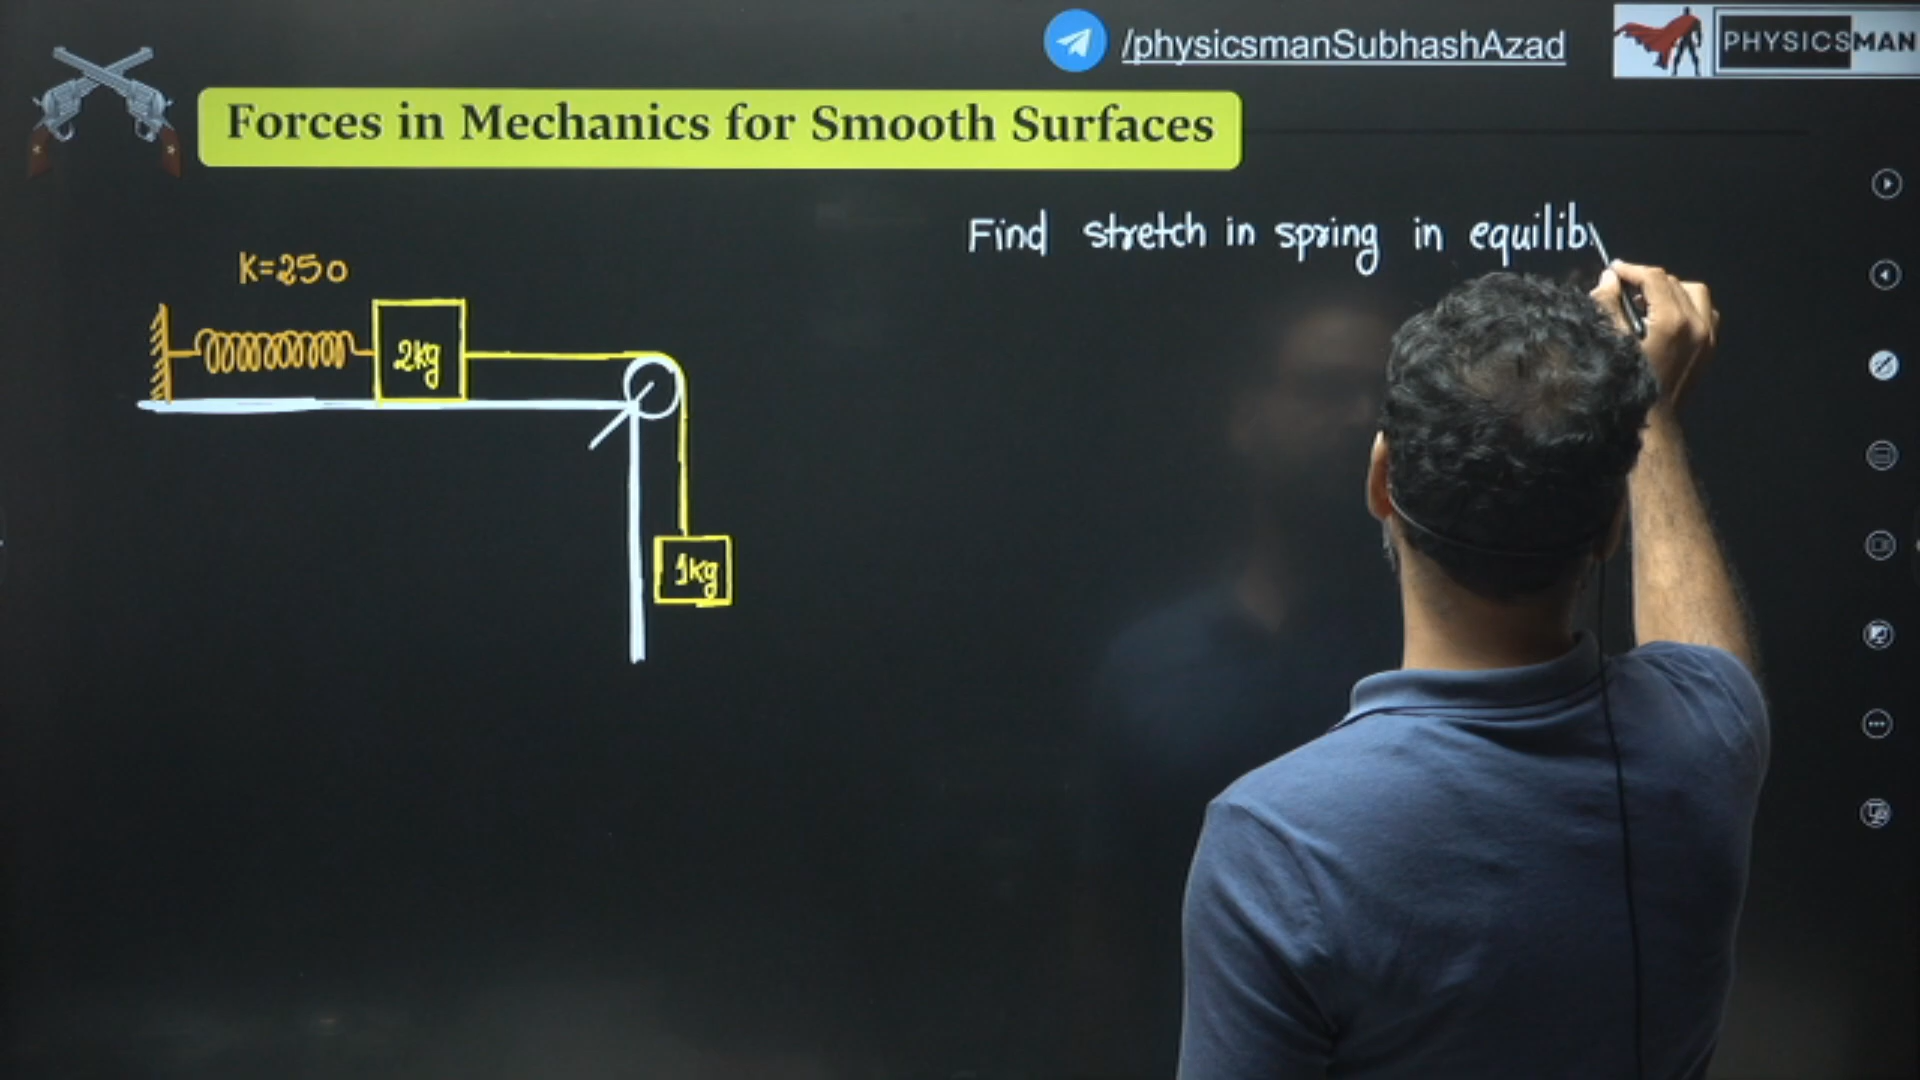 /physicsmanSubhashAzad
PHYSICSMAN
Forces in Mechanics for Smooth Surfaces
Find stretch in spring in equilib
K=250
2kg
1kg